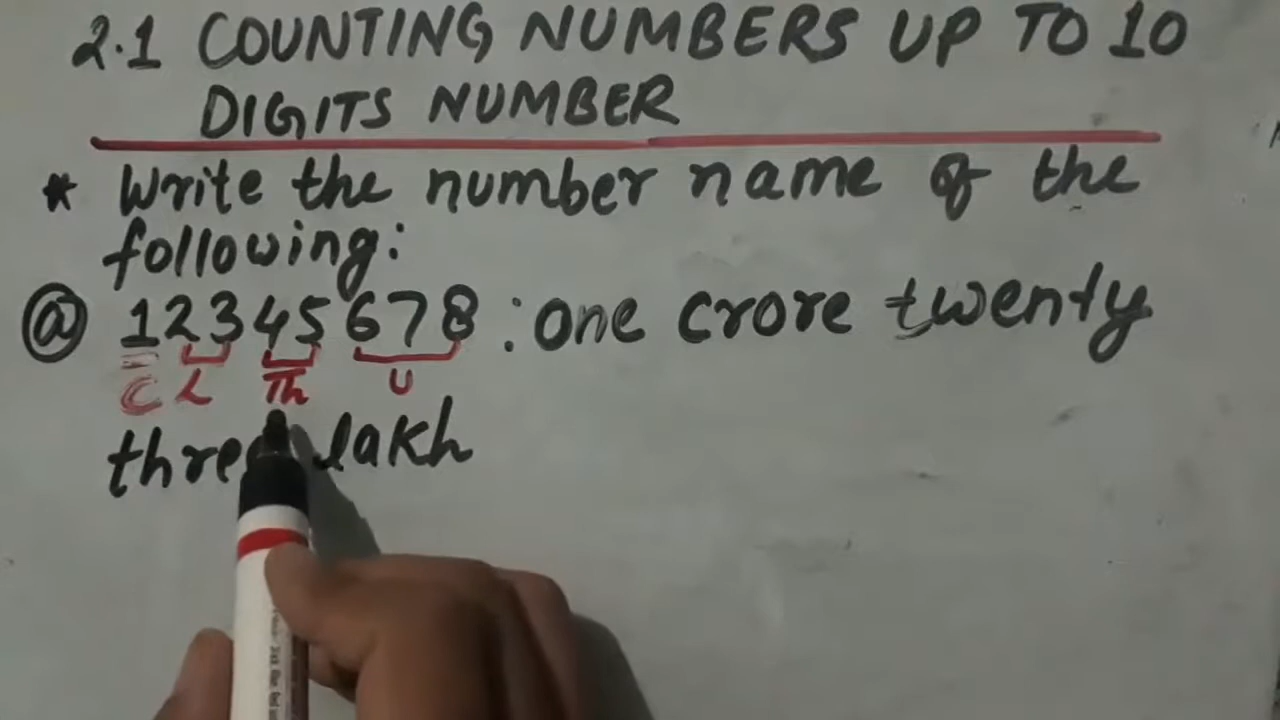 2.1 COUNTING NUMBERS UP TO 10
DIGITS NUMBER
* Write the number name of the
following:
ⓐ 12345678 : one crore twenty
C L Th U
lakh